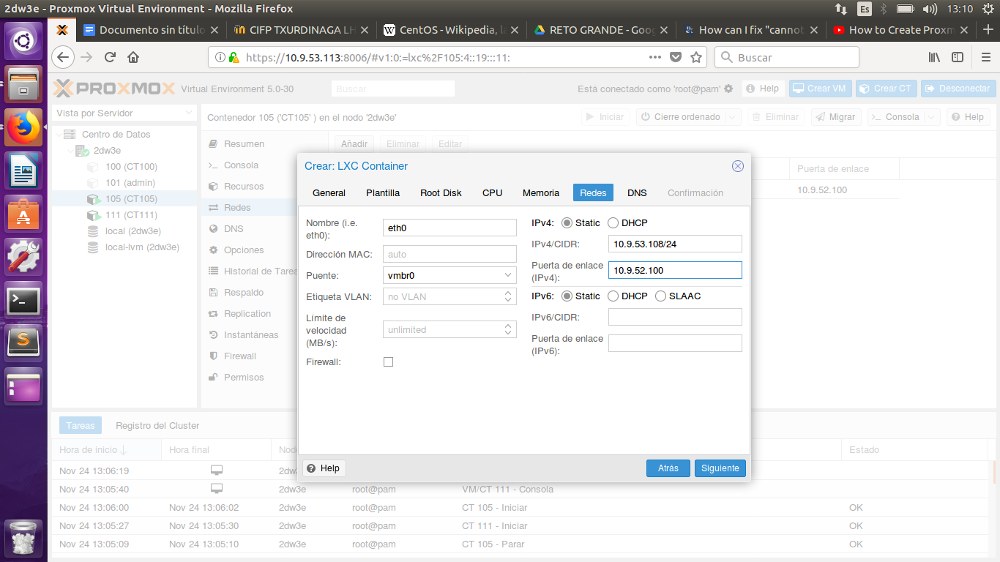 2dw3e - Proxmox Virtual Environment - Mozilla Firefox
Es
13:10
Documento sin título
CIFP TXURDINAGA LH
CentOS - Wikipedia, la
RETO GRANDE - Goo
How can I fix "cannot
How to Create Proxm
https://10.9.53.113:8006/#v1:0:=lxc%2F105:4::19:::11:
Buscar
PROXMOX Virtual Environment 5.0-30
Buscar
Está conectado como 'root@pam'
Help
Crear VM
Crear CT
Desconectar
Vista por Servidor
Contenedor 105 ('CT105' ) en el nodo '2dw3e'
Iniciar
Cierre ordenado
Eliminar
Migrar
Consola
Help
Centro de Datos
2dw3e
100 (CT100)
101 (admin)
105 (CT105)
111 (CT111)
local (2dw3e)
local-lvm (2dw3e)
Resumen
Consola
Recursos
Redes
DNS
Opciones
Historial de Tarea
Respaldo
Replication
Instantáneas
Firewall
Permisos
Añadir
Eliminar
Editar
Puerta de enlace
10.9.52.100
Crear: LXC Container
General
Plantilla
Root Disk
CPU
Memoria
Redes
DNS
Confirmación
Nombre (i.e.
eth0):
eth0
Dirección MAC:
auto
Puente:
vmbr0
Etiqueta VLAN:
no VLAN
Límite de
velocidad
(MB/s):
unlimited
Firewall:
IPv4: Static DHCP
IPv4/CIDR:
10.9.53.108/24
Puerta de enlace
(IPv4):
10.9.52.100
IPv6: Static DHCP SLAAC
IPv6/CIDR:
Puerta de enlace
(IPv6):
Help
Atrás
Siguiente
Tareas
Registro del Cluster
Hora de inicio
Hora final
Nod
Estado
Nov 24 13:06:19 2dw3
Nov 24 13:05:40 2dw3e root@pam VM/CT 111 - Consola
Nov 24 13:06:00 Nov 24 13:06:02 2dw3e root@pam CT 105 - Iniciar OK
Nov 24 13:05:27 Nov 24 13:05:30 2dw3e root@pam CT 111 - Iniciar OK
Nov 24 13:05:09 Nov 24 13:05:10 2dw3e root@pam CT 105 - Parar OK